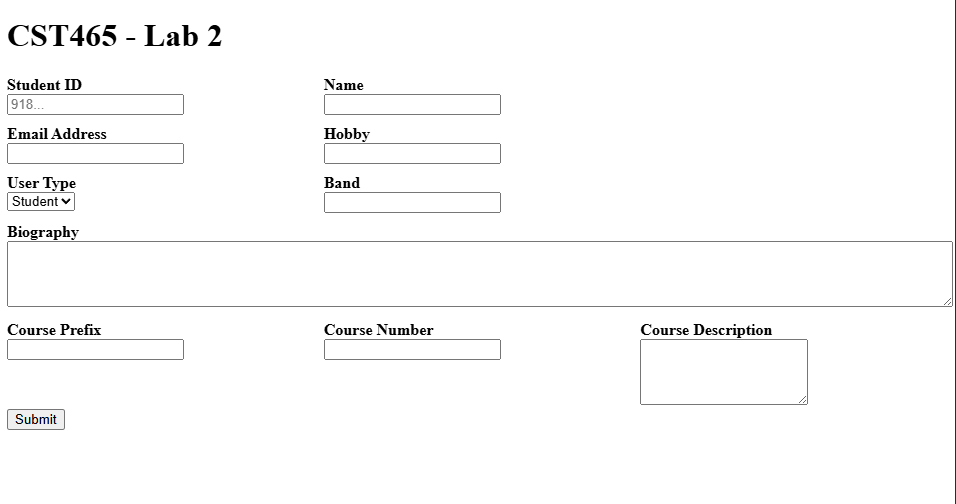 CST465 - Lab 2
Student ID Name
918...
Email Address Hobby
User Type Band
Student
Biography
Course Prefix Course Number Course Description
Submit